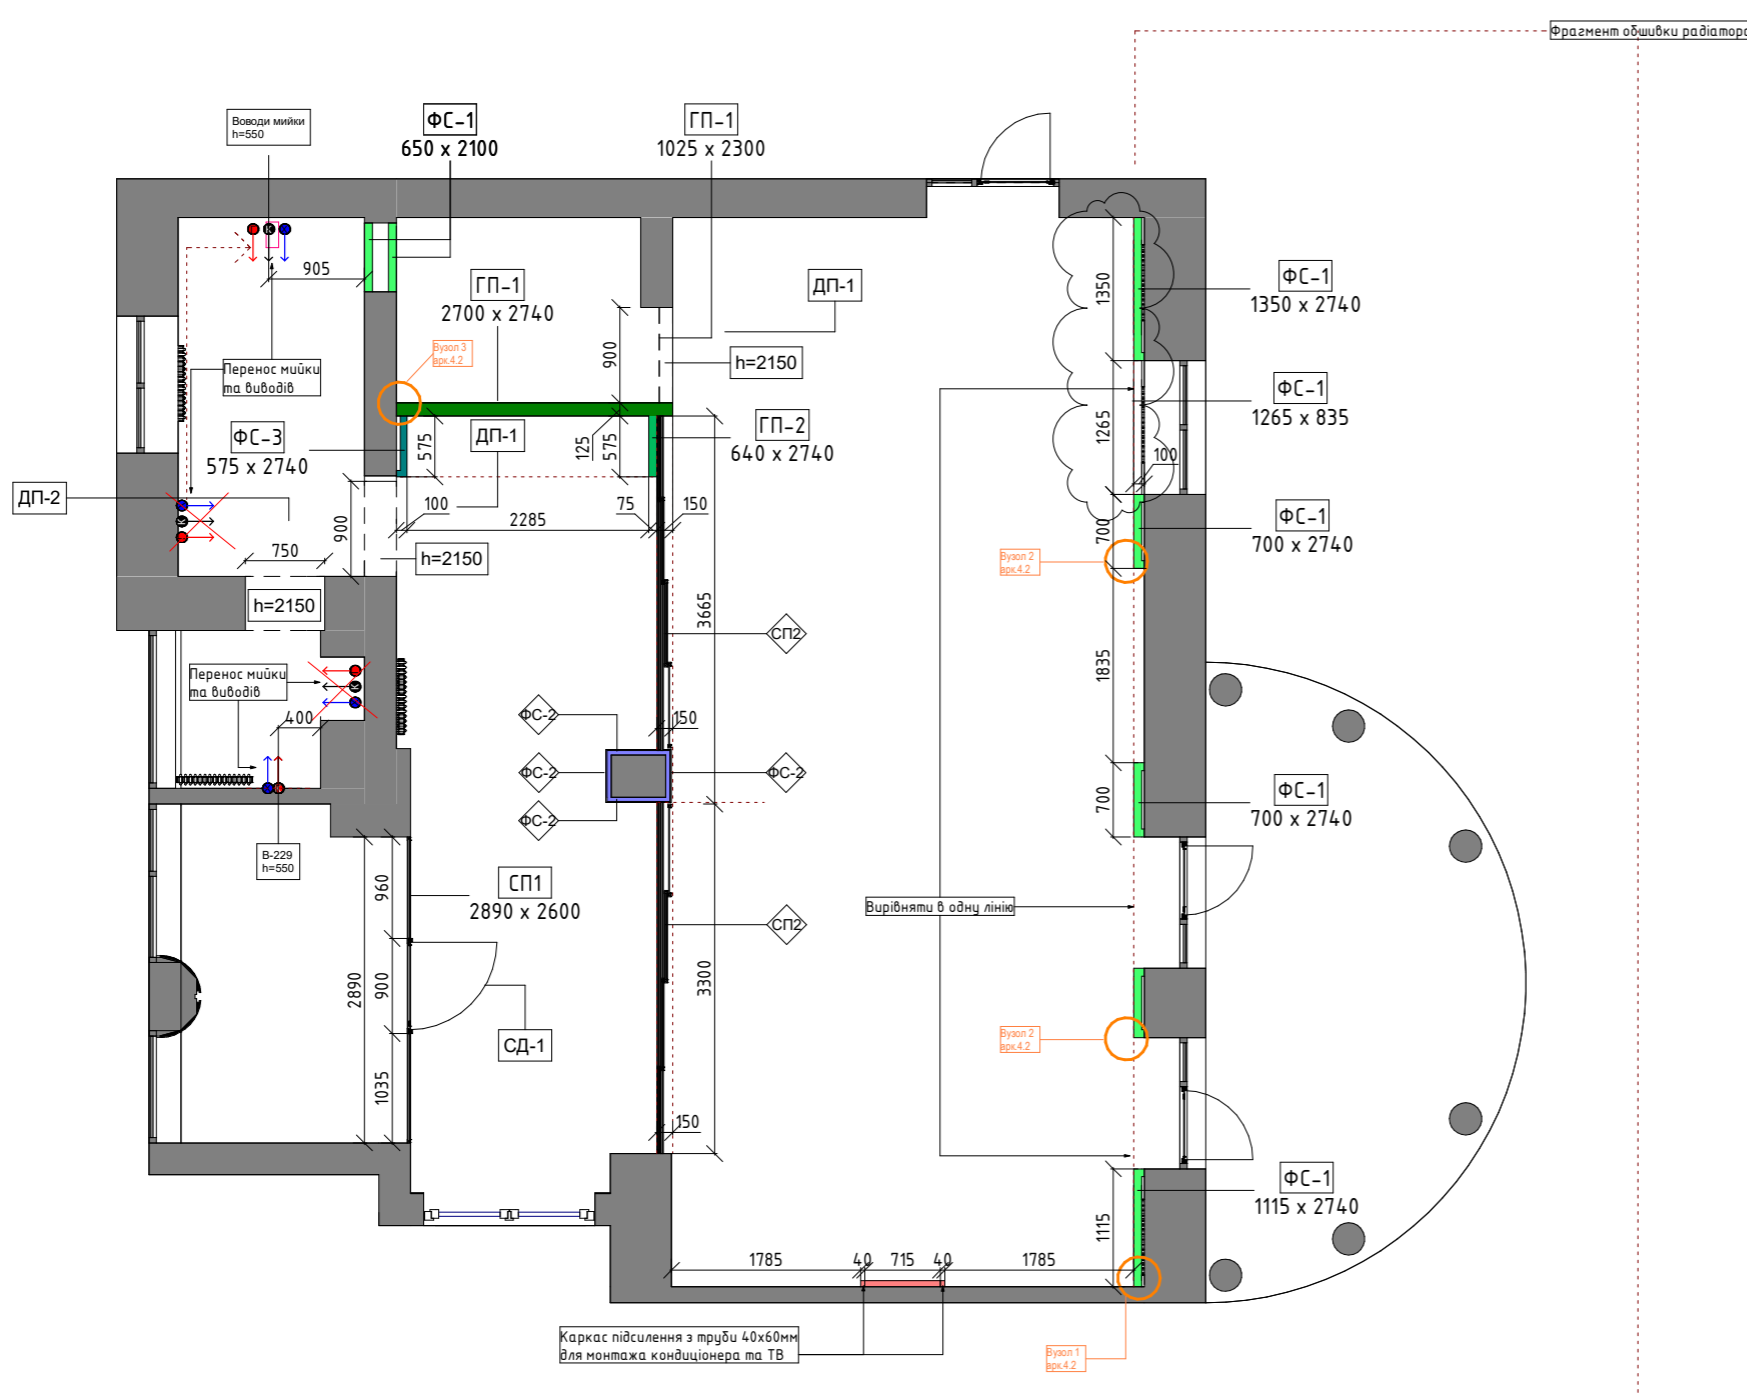 Фрагмент обшивки радіатора
Воводи мийки
h=550
ФС-1
650 x 2100
ГП-1
1025 x 2300
905
ГП-1
2700 x 2740
ДП-1
1350
ФС-1
1350 x 2740
Вузол 3
арк.4.2
900
h=2150
Перенос мийки
та виводів
ФС-1
1265 x 835
ФС-3
575 x 2740
575
ДП-1
125
575
ГП-2
640 x 2740
1265
100
ДП-2
900
100
2285
75
150
700
ФС-1
700 x 2740
750
h=2150
Вузол 2
арк.4.2
h=2150
3665
СП2
1835
Перенос мийки
та виводів
400
ФС-2
150
ФС-2
ФС-2
ФС-2
700
ФС-1
700 x 2740
В-229
h=550
960
СП1
2890 x 2600
Вирівняти в одну лінію
СП2
2890
900
3300
СД-1
Вузол 2
арк.4.2
1035
150
ФС-1
1115 x 2740
1115
1785
40
715
40
1785
Каркас підсилення з труби 40х60мм
для монтажа кондиціонера та ТВ
Вузол 1
арк.4.2